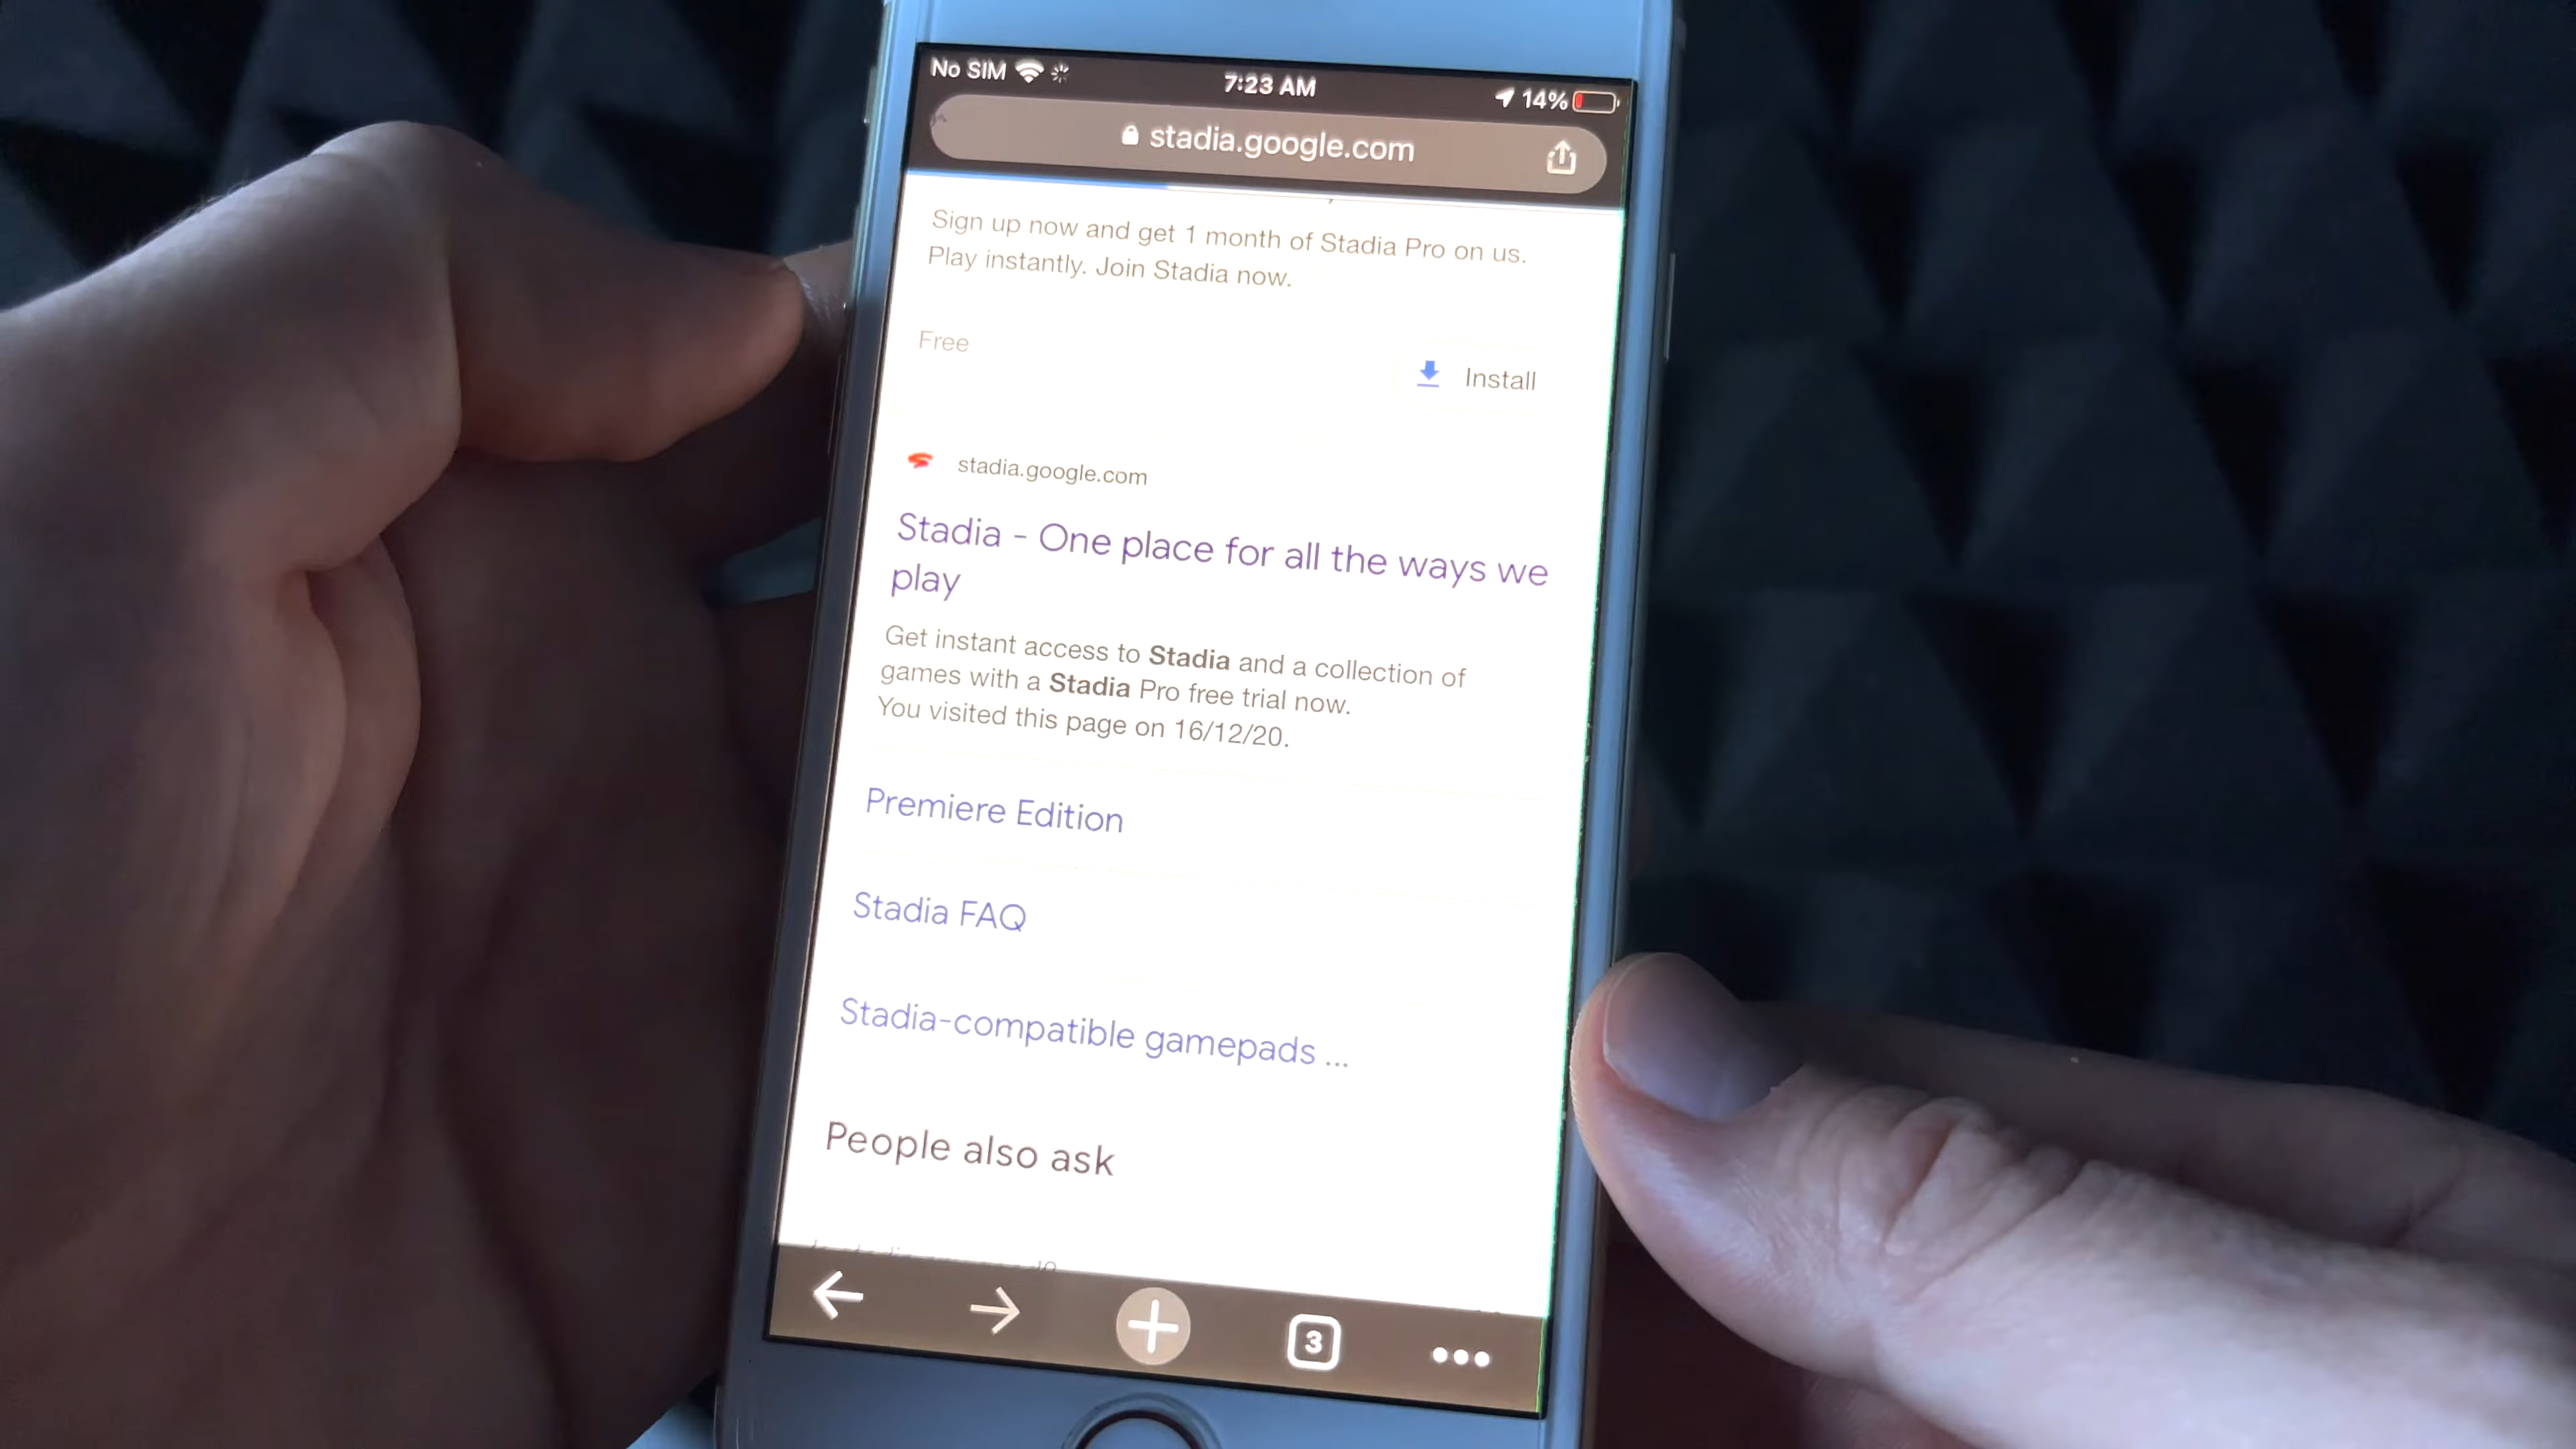 No SIM
7:23 AM
14%
stadia.google.com
Sign up now and get 1 month of Stadia Pro on us.
Play instantly. Join Stadia now.
Free
Install
stadia.google.com
Stadia - One place for all the ways we
play
Get instant access to Stadia and a collection of
games with a Stadia Pro free trial now.
You visited this page on 16/12/20.
Premiere Edition
Stadia FAQ
Stadia-compatible gamepads ...
People also ask
3